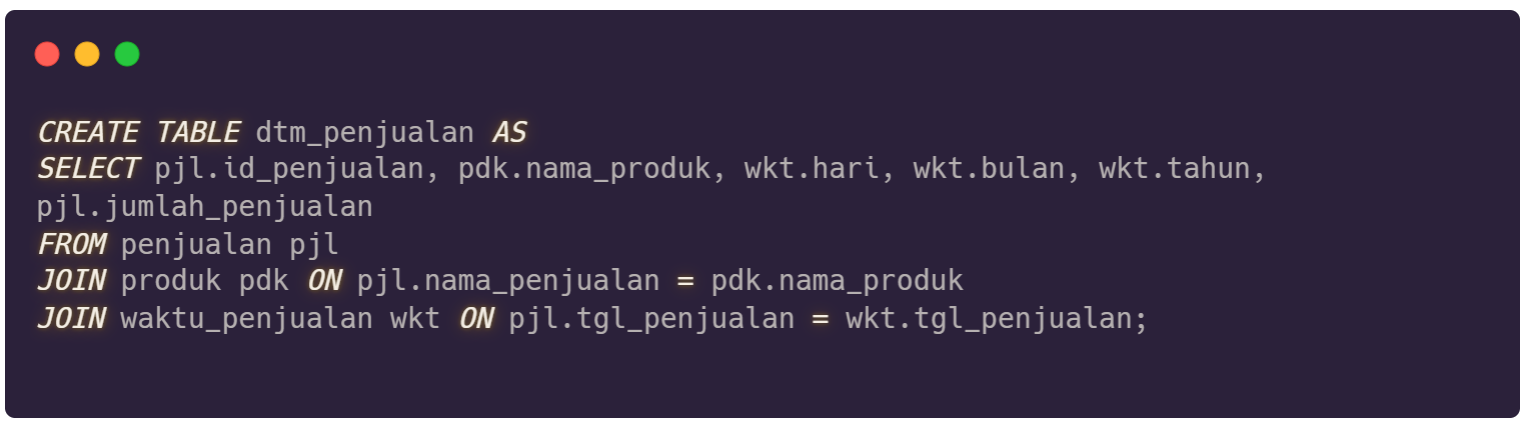 CREATE TABLE dtm_penjualan AS
SELECT pjl.id_penjualan, pdk.nama_produk, wkt.hari, wkt.bulan, wkt.tahun,
pjl.jumlah_penjualan
FROM penjualan pjl
JOIN produk pdk ON pjl.nama_penjualan = pdk.nama_produk
JOIN waktu_penjualan wkt ON pjl.tgl_penjualan = wkt.tgl_penjualan;